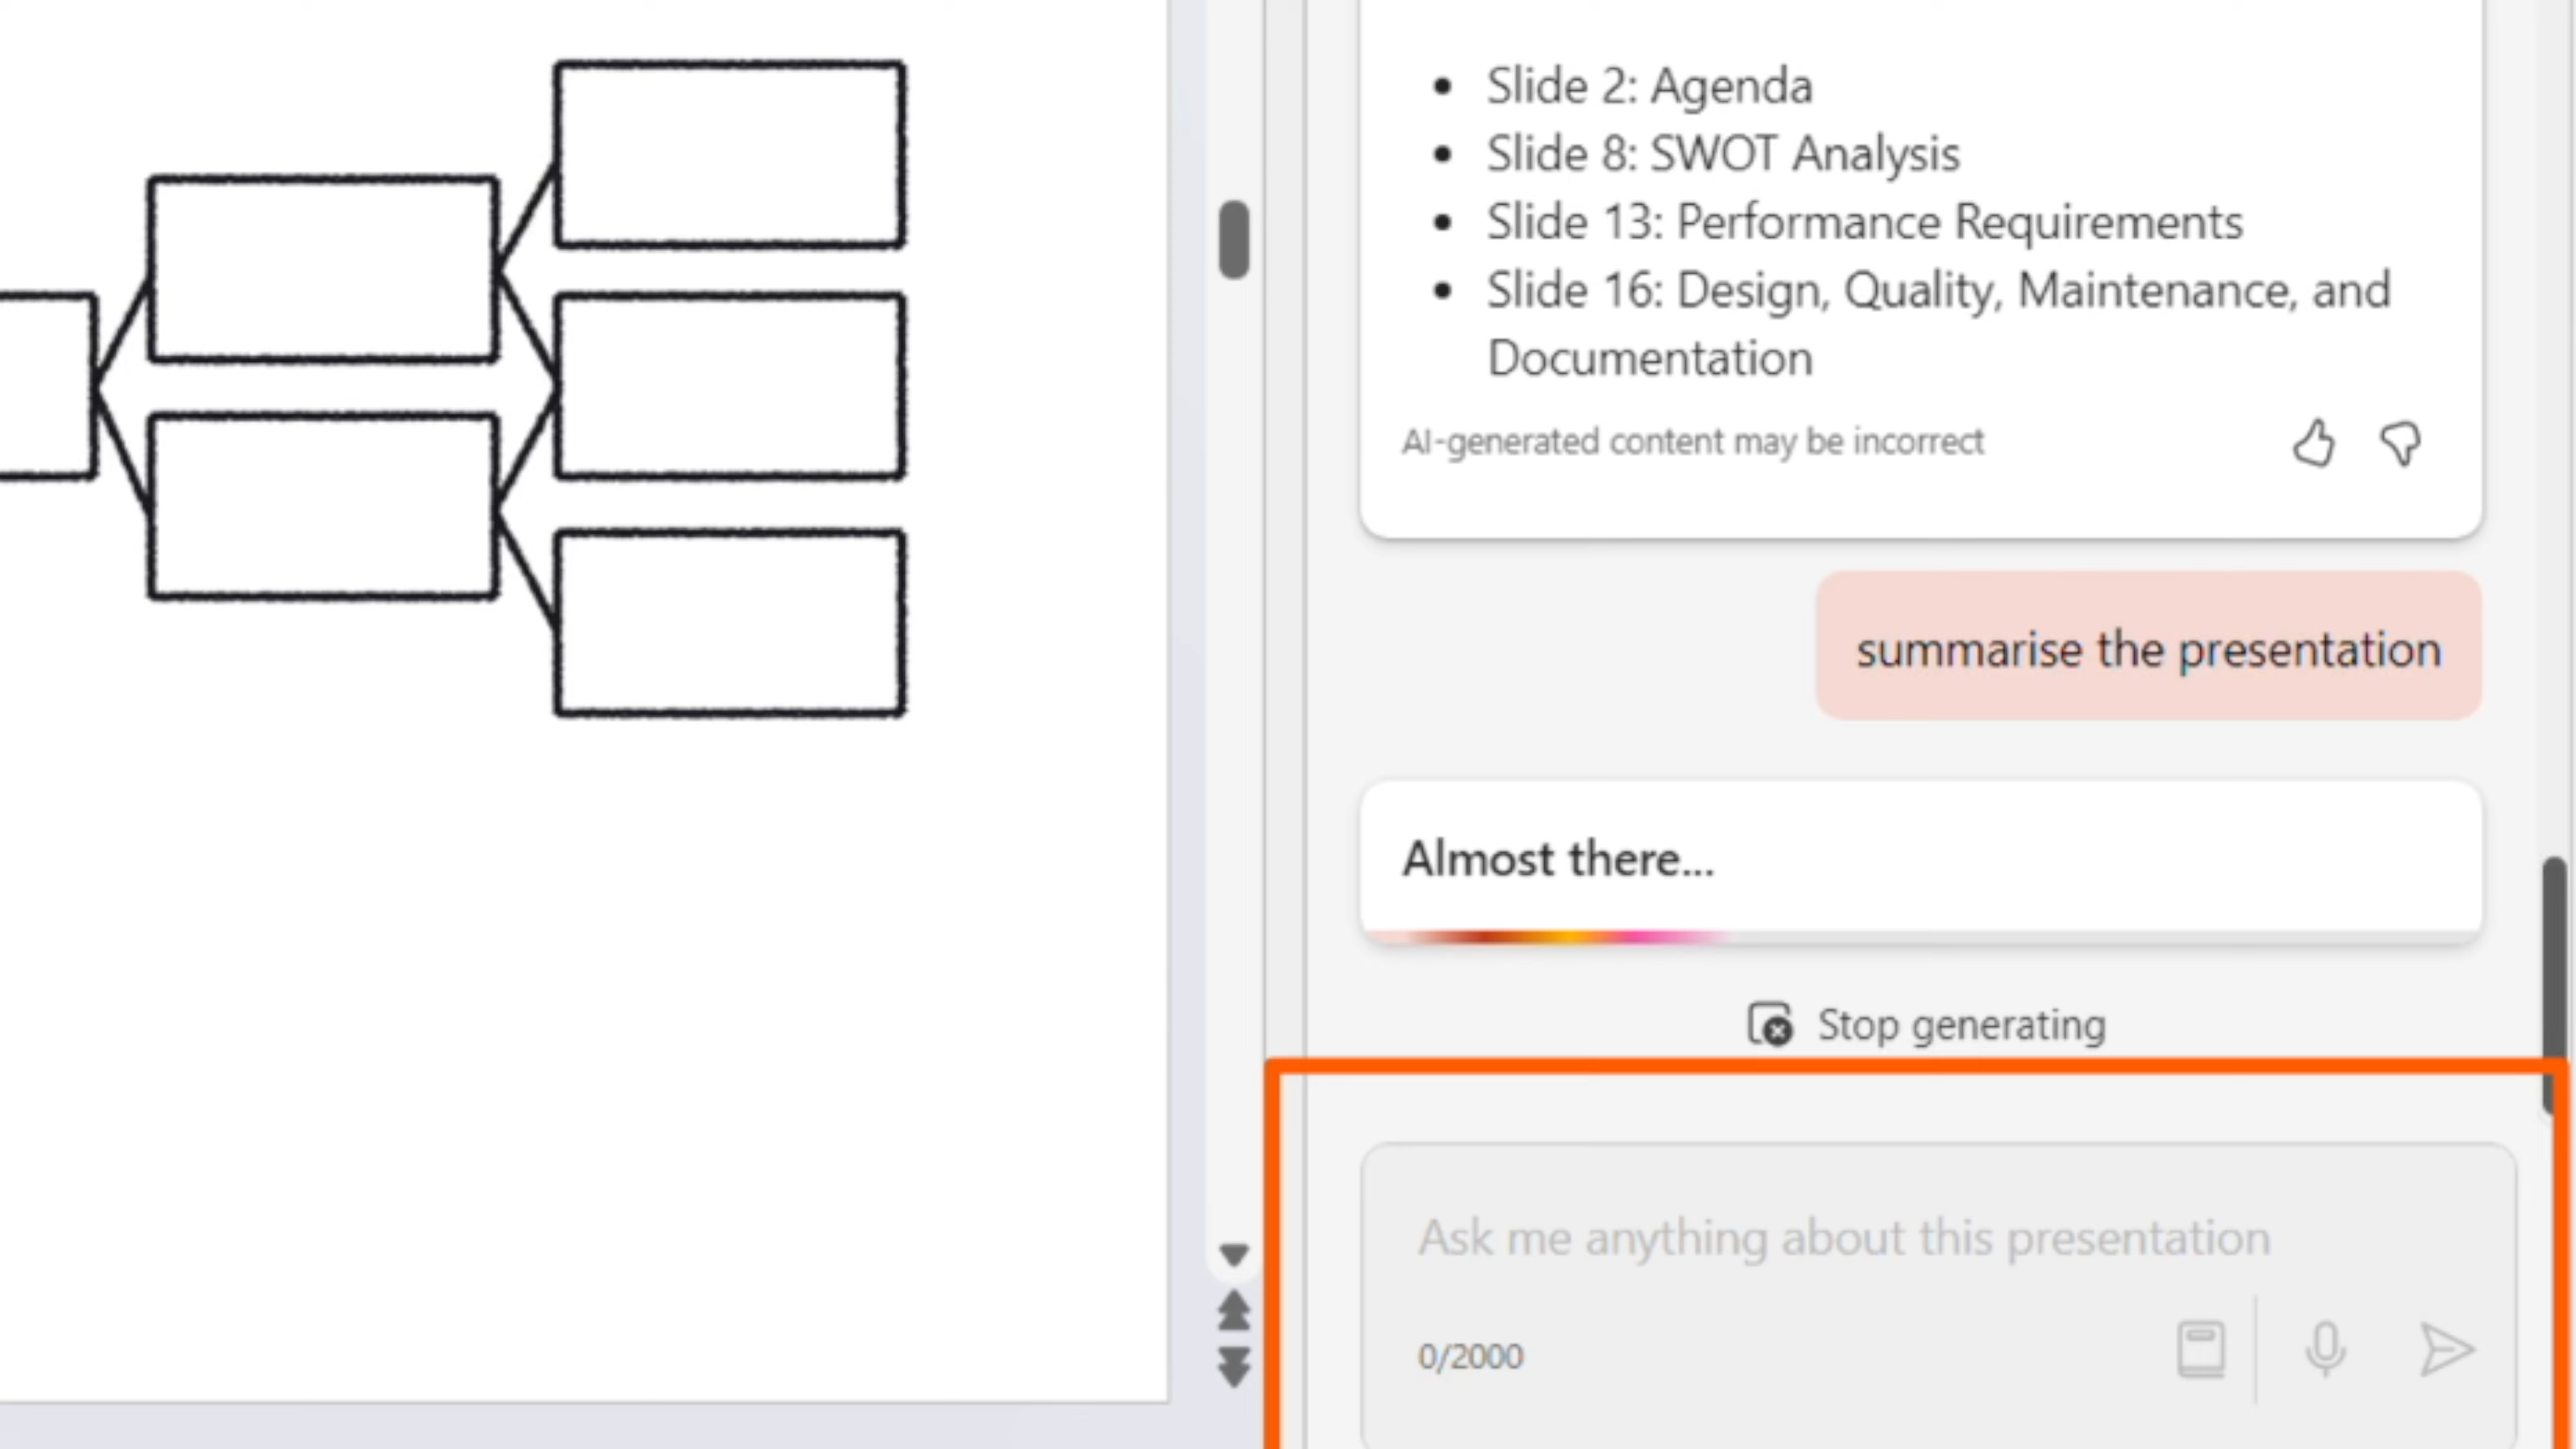 Slide 2: Agenda
Slide 8: SWOT Analysis
Slide 13: Performance Requirements
Slide 16: Design, Quality, Maintenance, and
Documentation
AI-generated content may be incorrect
summarise the presentation
Almost there...
Stop generating
Ask me anything about this presentation
0/2000